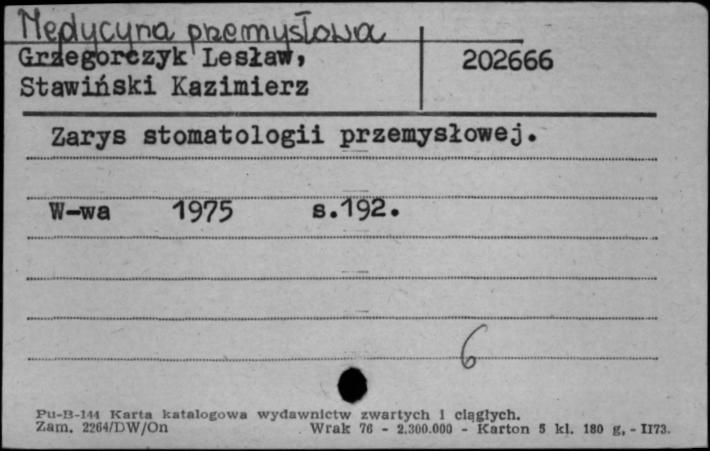 Medycyna przemysłowa
Grzegorczyk Lesław, 202666
Stawiński Kazimierz
Zarys stomatologii przemysłowej.
W-wa 1975 s.192.
6
Pu-B-144 Karta katalogowa wydawnictw zwartych i ciągłych.
Zam. 2264/DW/On Wrak 76 - 2.300.000 - Karton 5 kl. 180 g, - II73.